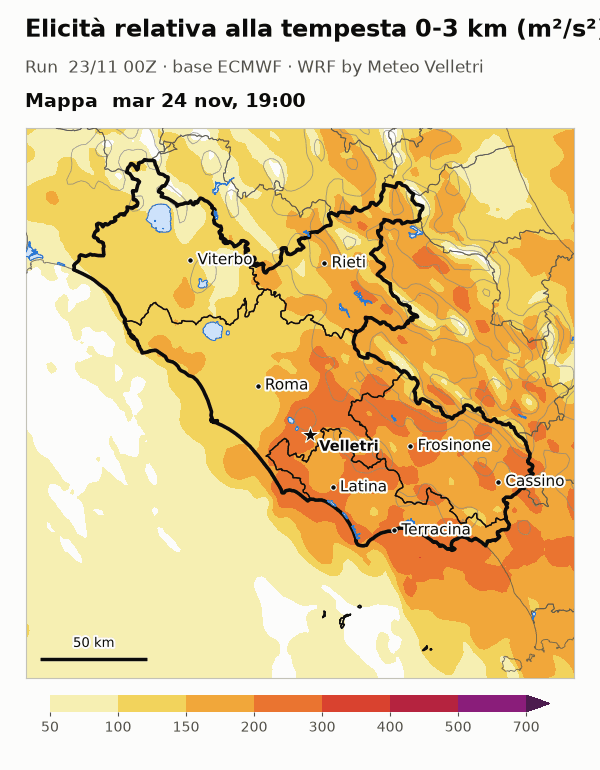 Elicità relativa alla tempesta 0-3 km (m²/s²)
Run 23/11 00Z · base ECMWF · WRF by Meteo Velletri
Mappa mar 24 nov, 19:00
Viterbo
Rieti
Roma
Velletri
Frosinone
Latina
Cassino
Terracina
50 km
50 100 150 200 300 400 500 700